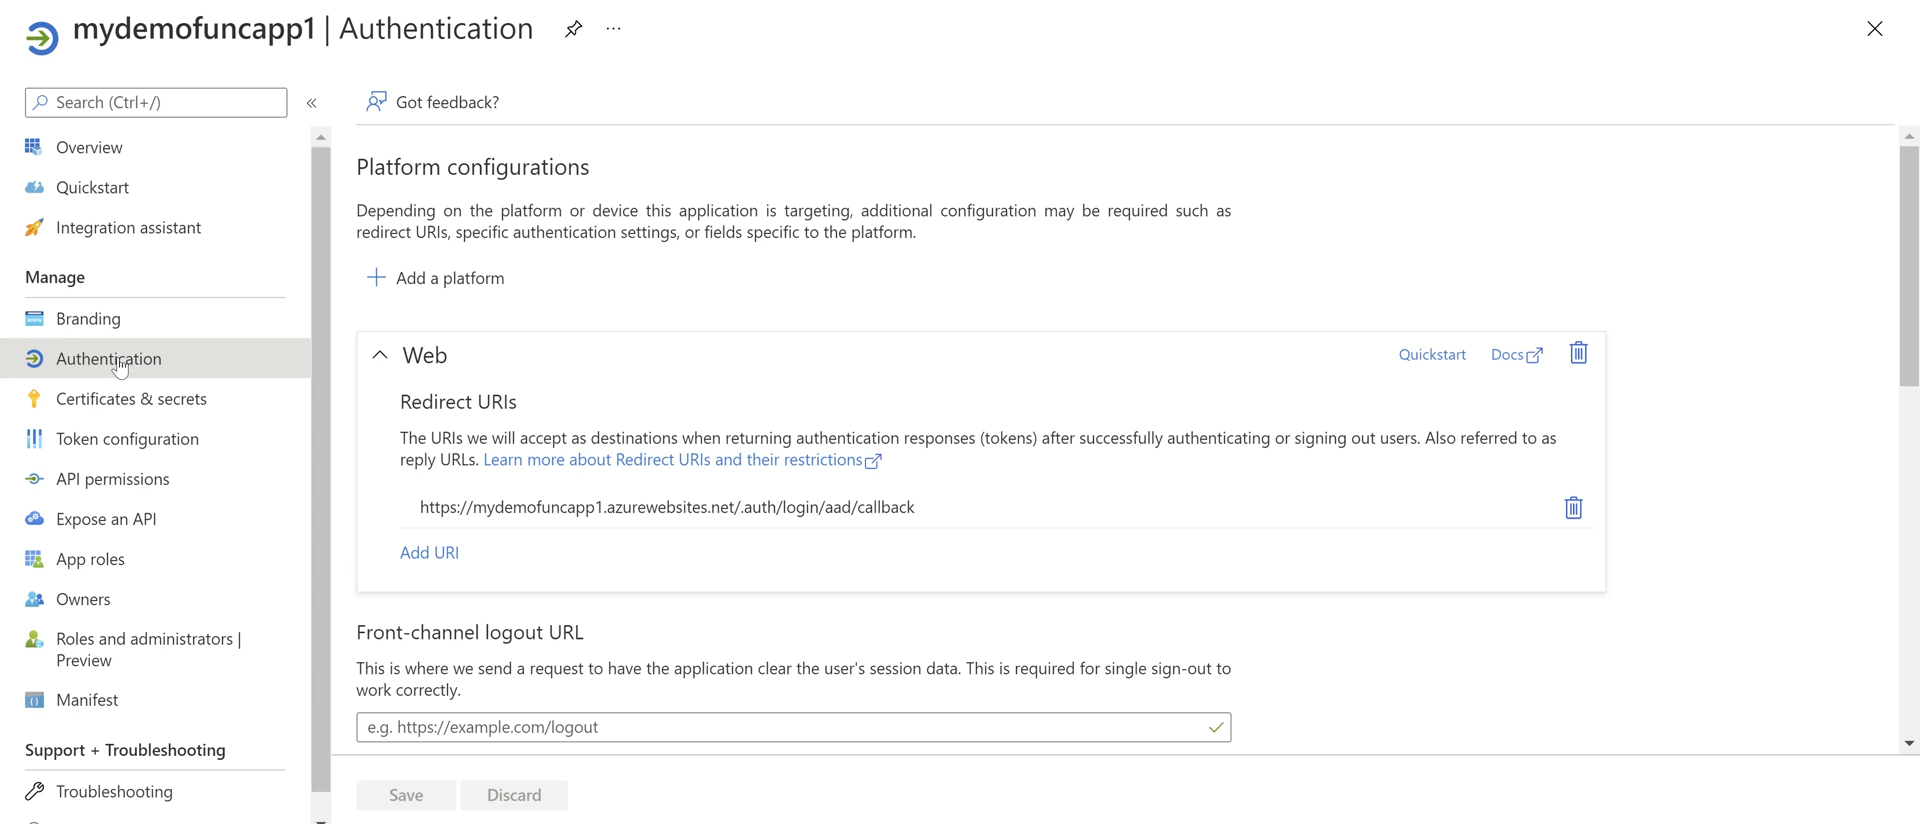 mydemofuncapp1 | Authentication
Search (Ctrl+/)
Overview
Quickstart
Integration assistant
Manage
Branding
Authentication
Certificates & secrets
Token configuration
API permissions
Expose an API
App roles
Owners
Roles and administrators |
Preview
Manifest
Support + Troubleshooting
Troubleshooting
Got feedback?
Platform configurations
Depending on the platform or device this application is targeting, additional configuration may be required such as
redirect URIs, specific authentication settings, or fields specific to the platform.
Add a platform
Web
Quickstart
Docs
Redirect URIs
The URIs we will accept as destinations when returning authentication responses (tokens) after successfully authenticating or signing out users. Also referred to as
reply URLs. Learn more about Redirect URIs and their restrictions
https://mydemofuncapp1.azurewebsites.net/.auth/login/aad/callback
Add URI
Front-channel logout URL
This is where we send a request to have the application clear the user's session data. This is required for single sign-out to
work correctly.
e.g. https://example.com/logout
Save
Discard